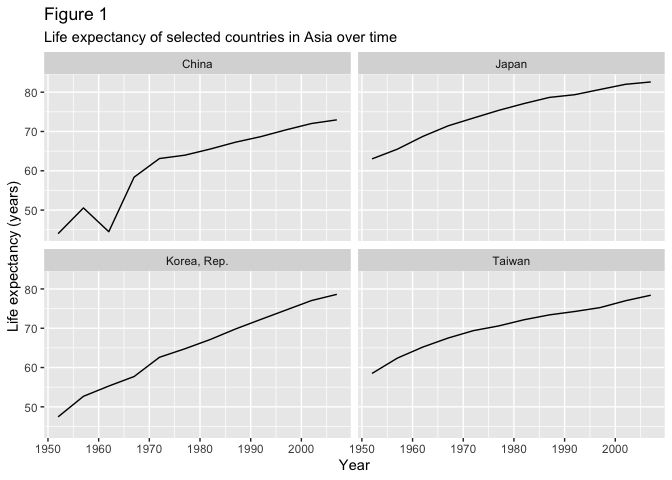 Figure 1
Life expectancy of selected countries in Asia over time
China
Japan
80
70
60
50
Life expectancy (years)
Korea, Rep.
Taiwan
80
70
60
50
1950 1960 1970 1980 1990 2000
1950 1960 1970 1980 1990 2000
Year